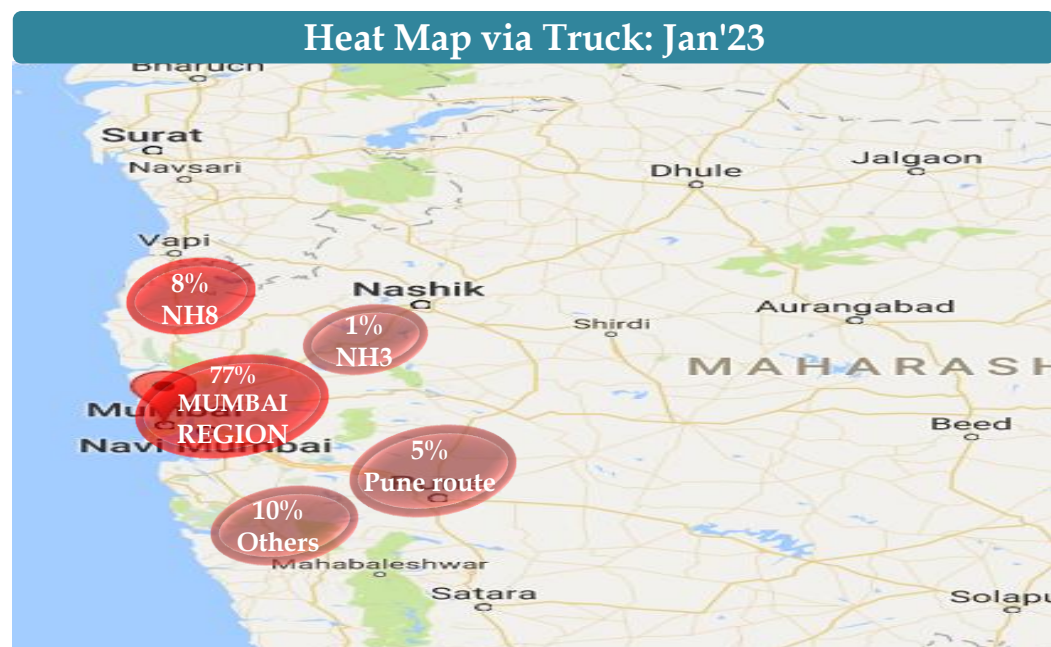 Heat Map via Truck: Jan'23
Bharuch
Surat
Navsari
Dhule
Jalgaon
Vapi
8%
NH8
Nashik
1%
NH3
Shirdi
Aurangabad
MAHARASH
77%
MUMBAI
REGION
Mumbai
Navi Mumbai
Beed
5%
Pune route
10%
Others
Mahabaleshwar
Satara
Solapu